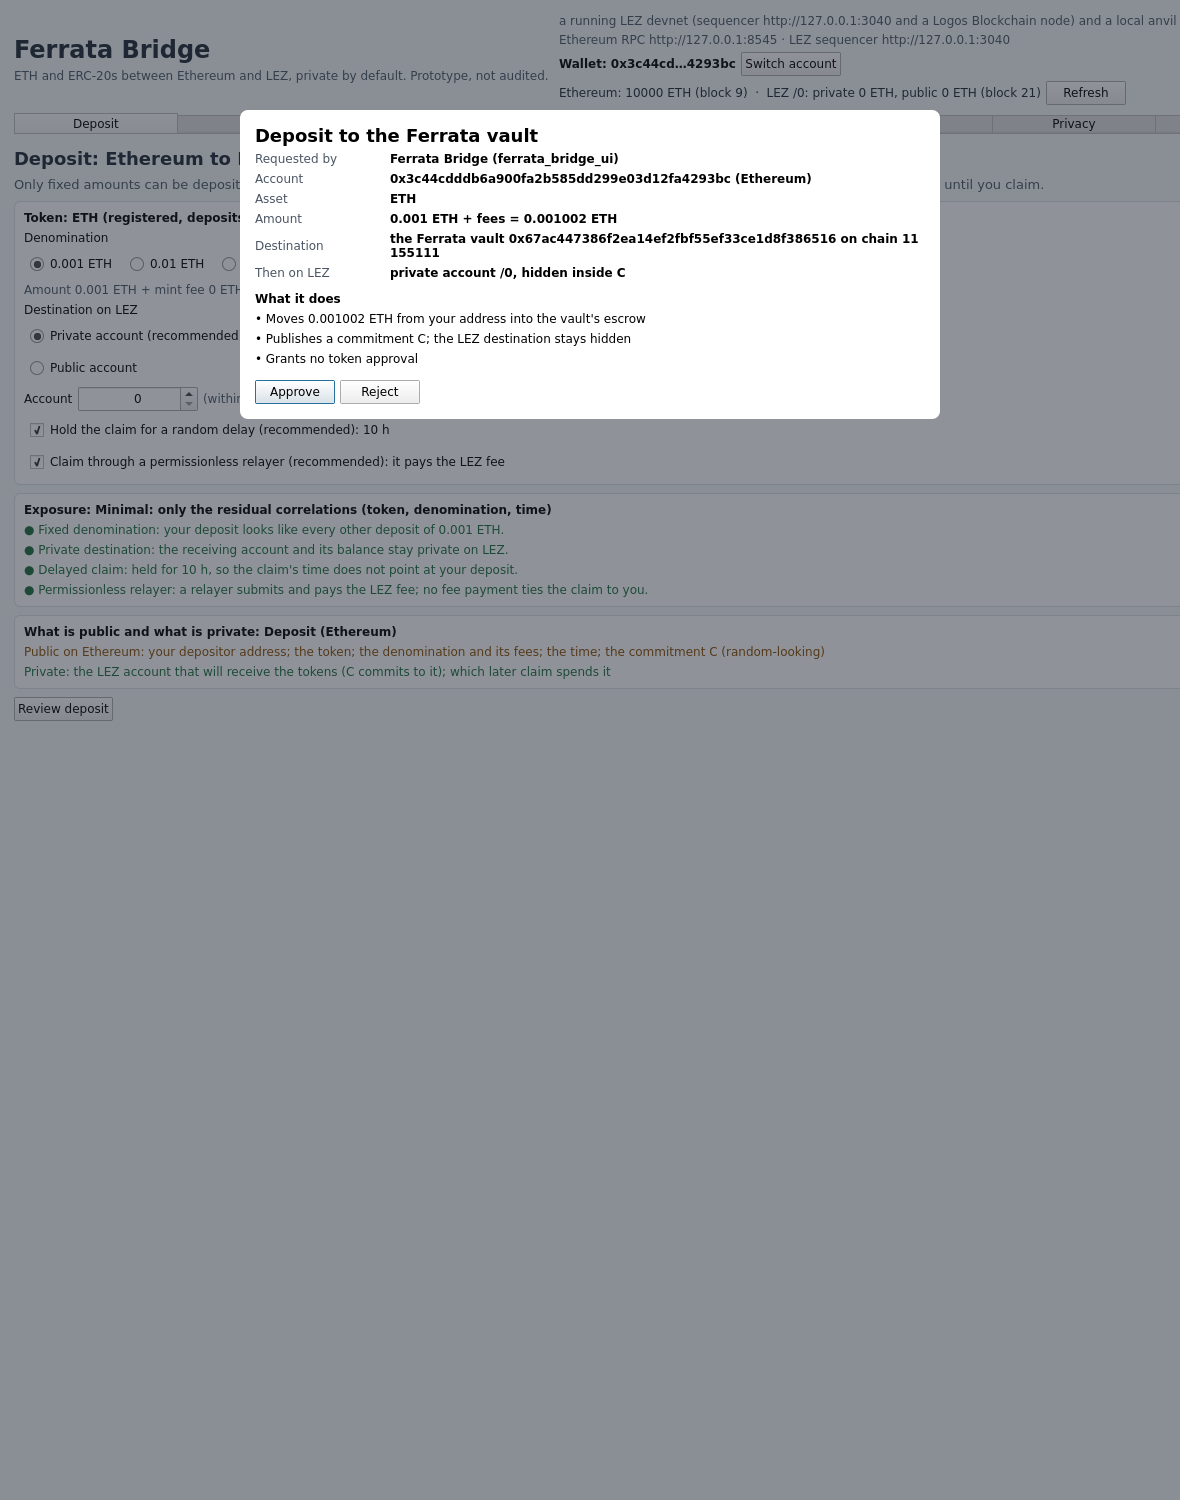 a running LEZ devnet (sequencer http://127.0.0.1:3040 and a Logos Blockchain node) and a local anvil
Ferrata Bridge
Ethereum RPC http://127.0.0.1:8545 · LEZ sequencer http://127.0.0.1:3040
ETH and ERC-20s between Ethereum and LEZ, private by default. Prototype, not audited.
Wallet: 0x3c44cd…4293bc Switch account
Ethereum: 10000 ETH (block 9) · LEZ /0: private 0 ETH, public 0 ETH (block 21) Refresh
Deposit Privacy
Deposit to the Ferrata vault
Requested by Ferrata Bridge (ferrata_bridge_ui)
Account 0x3c44cdddb6a900fa2b585dd299e03d12fa4293bc (Ethereum)
Asset ETH
Amount 0.001 ETH + fees = 0.001002 ETH
Destination the Ferrata vault 0x67ac447386f2ea14ef2fbf55ef33ce1d8f386516 on chain 11
155111
Then on LEZ private account /0, hidden inside C
What it does
• Moves 0.001002 ETH from your address into the vault's escrow
• Publishes a commitment C; the LEZ destination stays hidden
• Grants no token approval
Approve Reject
Deposit: Ethereum to
Only fixed amounts can be deposit until you claim.
Token: ETH (registered, deposits
Denomination
0.001 ETH 0.01 ETH
Amount 0.001 ETH + mint fee 0 ETH
Destination on LEZ
Private account (recommended
Public account
Account 0 (within
Hold the claim for a random delay (recommended): 10 h
Claim through a permissionless relayer (recommended): it pays the LEZ fee
Exposure: Minimal: only the residual correlations (token, denomination, time)
● Fixed denomination: your deposit looks like every other deposit of 0.001 ETH.
● Private destination: the receiving account and its balance stay private on LEZ.
● Delayed claim: held for 10 h, so the claim's time does not point at your deposit.
● Permissionless relayer: a relayer submits and pays the LEZ fee; no fee payment ties the claim to you.
What is public and what is private: Deposit (Ethereum)
Public on Ethereum: your depositor address; the token; the denomination and its fees; the time; the commitment C (random-looking)
Private: the LEZ account that will receive the tokens (C commits to it); which later claim spends it
Review deposit